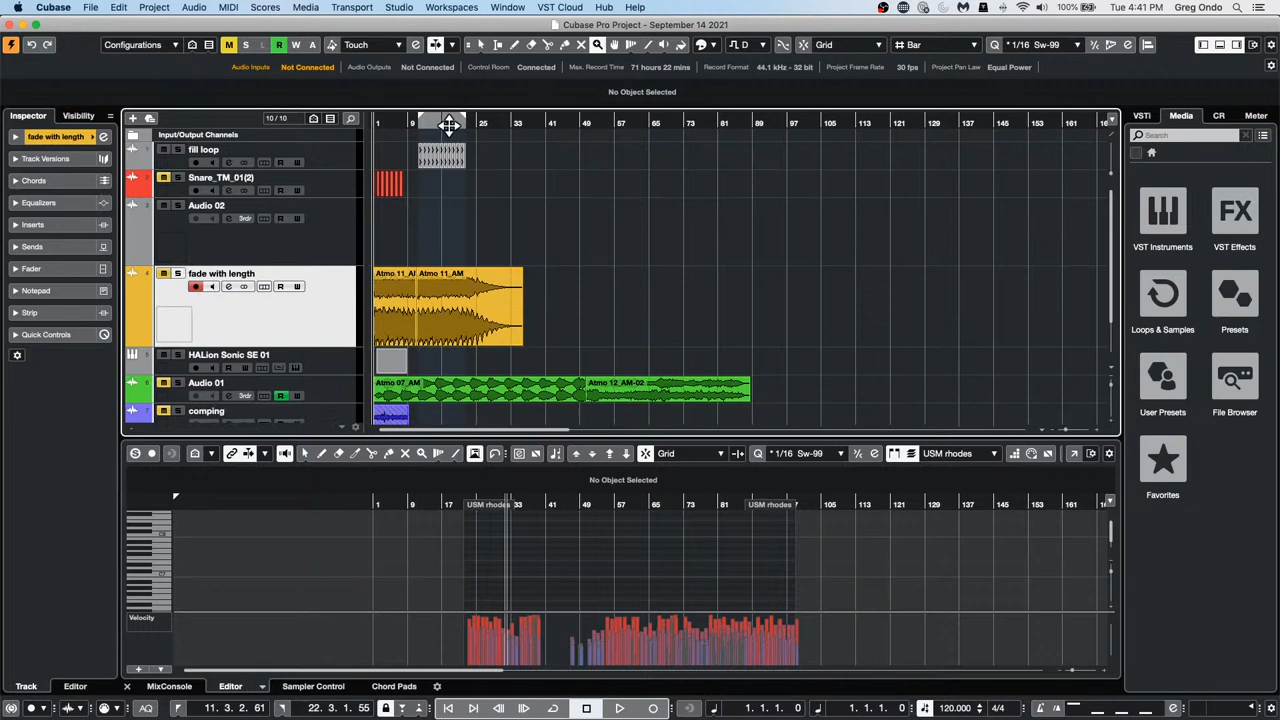 Cubase File Edit Project Audio MIDI Scores Media Transport Studio Workspaces Window VST Cloud Hub Help 100% Tue 4:41 PM Greg Ondo
Cubase Pro Project - September 14 2021
Configurations M S L R W A Touch Grid Bar Q *1/16 Sw-99
Audio Inputs Not Connected Audio Outputs Not Connected Control Room Connected Max. Record Time 71 hours 22 mins Record Format 44.1 kHz - 32 bit Project Frame Rate 30 fps Project Pan Law Equal Power
No Object Selected
Inspector Visibility 10 / 10 1 9 25 33 41 49 57 65 73 81 89 97 105 113 121 129 137 145 153 161 VSTi Media CR Meter
Input/Output Channels Search
fade with length
1 fill loop
Track Versions
2 Snare_TM_01(2)
Chords
Equalizers
3 Audio 02
3rdr
Inserts
Sends VST Instruments VST Effects
Fader
4 fade with length Atmo 11_AM
Notepad
Strip Loops & Samples Presets
Quick Controls
5 HALion Sonic SE 01
6 Audio 01 Atmo 07_AM Atmo 12_AM-02
3rdr
7 comping
User Presets File Browser
Grid Q *1/16 Sw-99 USM rhodes
No Object Selected
Favorites
1 9 17 USM rhodes 33 41 49 57 65 73 81 USM rhodes 105 113 121 129 137 145 153 161
Velocity
Track Editor MixConsole Editor Sampler Control Chord Pads
AQ 11. 3. 2. 61 22. 3. 1. 55 1. 1. 1. 0 1. 1. 1. 0 120.000 4/4